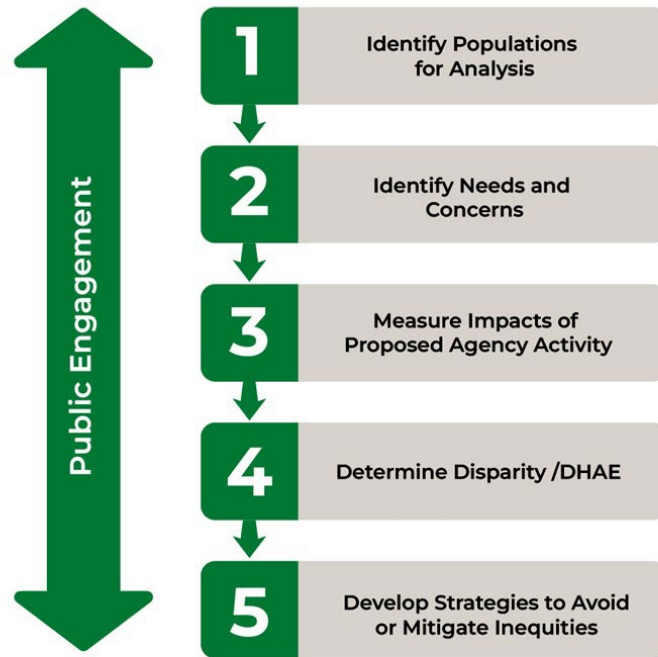 Public Engagement
1
Identify Populations
for Analysis
2
Identify Needs and
Concerns
3
Measure Impacts of
Proposed Agency Activity
4
Determine Disparity /DHAE
5
Develop Strategies to Avoid
or Mitigate Inequities